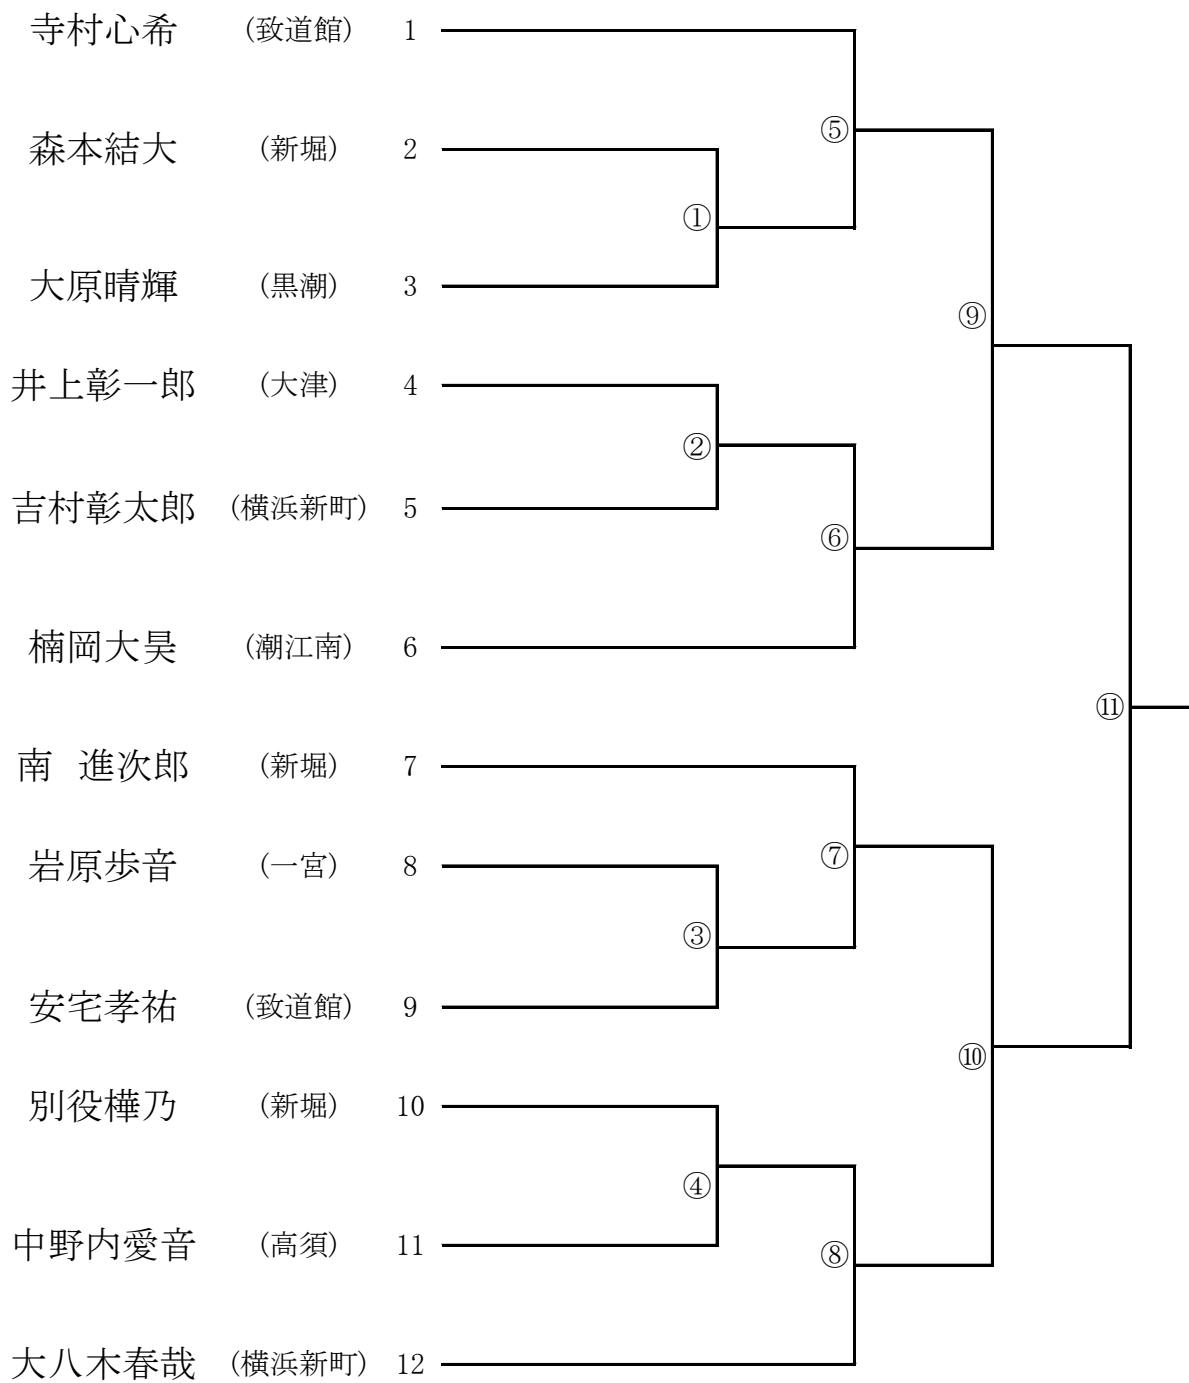 寺村心希 (致道館) 1
⑤
森本結大 (新堀) 2
①
大原晴輝 (黒潮) 3
⑨
井上彰一郎 (大津) 4
②
吉村彰太郎 (横浜新町) 5
⑥
楠岡大昊 (潮江南) 6
⑪
南 進次郎 (新堀) 7
⑦
岩原歩音 (一宮) 8
③
安宅孝祐 (致道館) 9
⑩
別役樺乃 (新堀) 10
④
中野内愛音 (高須) 11
⑧
大八木春哉 (横浜新町) 12